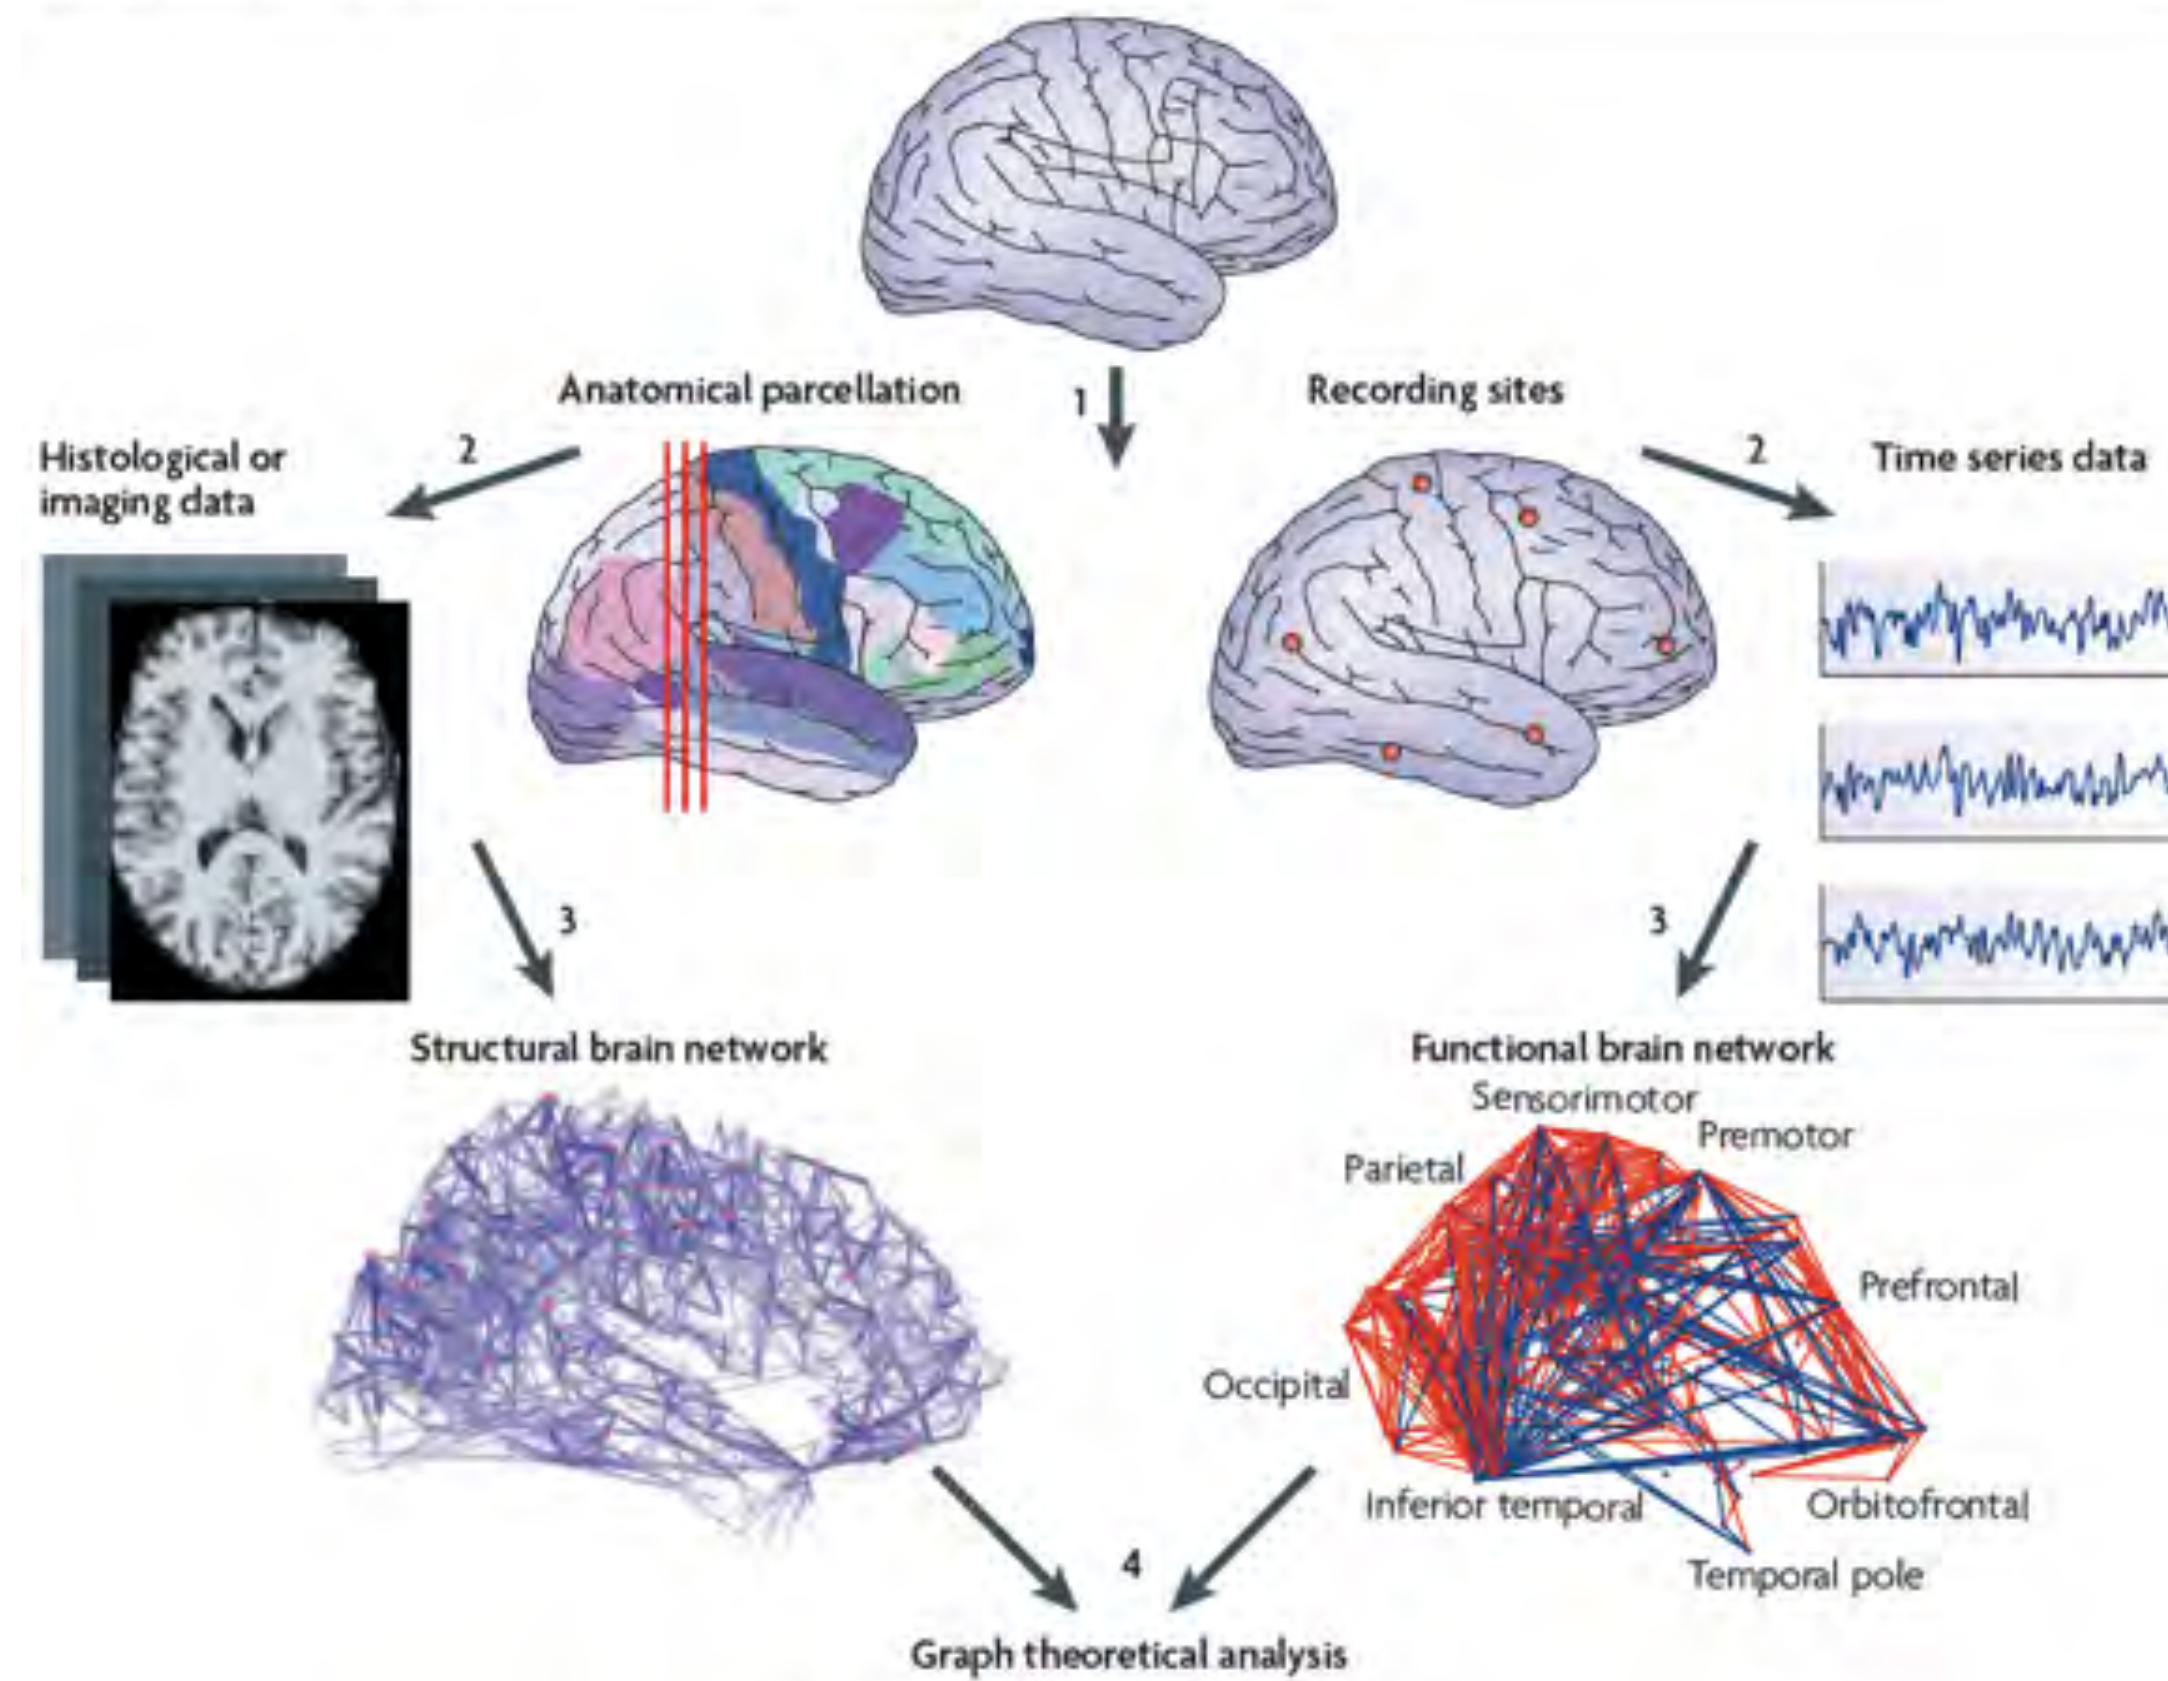 Anatomical parcellation
1
Recording sites
Histological or
imaging data
2
2
Time series data
3
3
Structural brain network
Functional brain network
Sensorimotor
Premotor
Parietal
Prefrontal
Occipital
Inferior temporal
Orbitofrontal
Temporal pole
4
Graph theoretical analysis